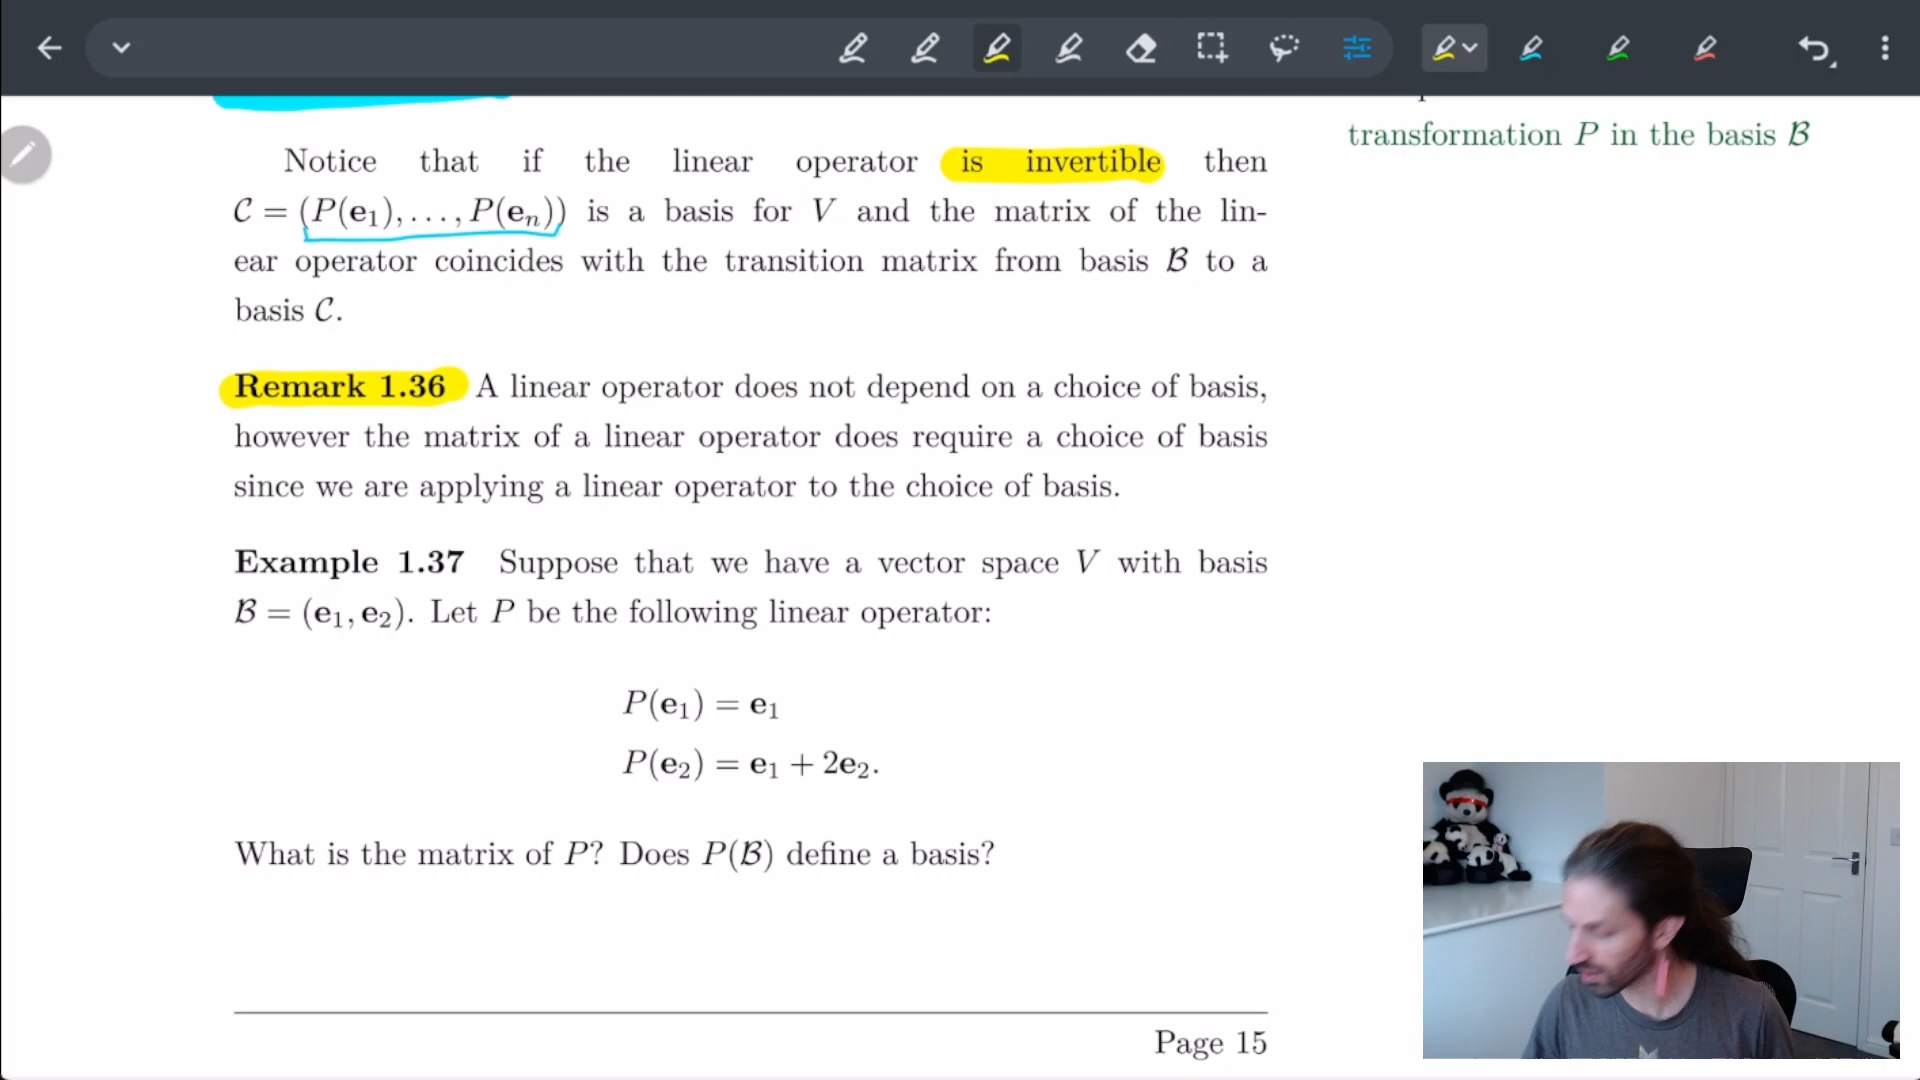 transformation P in the basis ℬ
Notice that if the linear operator is invertible then
𝒞 = (P(e₁), . . . , P(eₙ)) is a basis for V and the matrix of the lin-
ear operator coincides with the transition matrix from basis ℬ to a
basis 𝒞.
Remark 1.36 A linear operator does not depend on a choice of basis,
however the matrix of a linear operator does require a choice of basis
since we are applying a linear operator to the choice of basis.
Example 1.37 Suppose that we have a vector space V with basis
ℬ = (e₁, e₂). Let P be the following linear operator:
P(e₁) = e₁
P(e₂) = e₁ + 2e₂.
What is the matrix of P? Does P(ℬ) define a basis?
Page 15